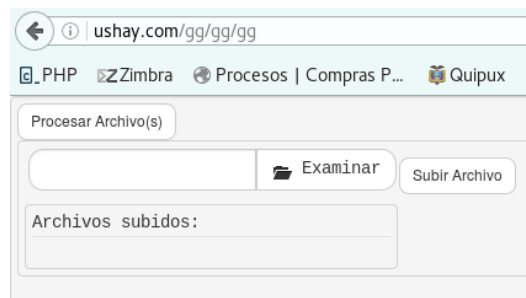 ushay.com/gg/gg/gg
PHP Zimbra Procesos | Compras P... Quipux
Procesar Archivo(s)
Examinar Subir Archivo
Archivos subidos: